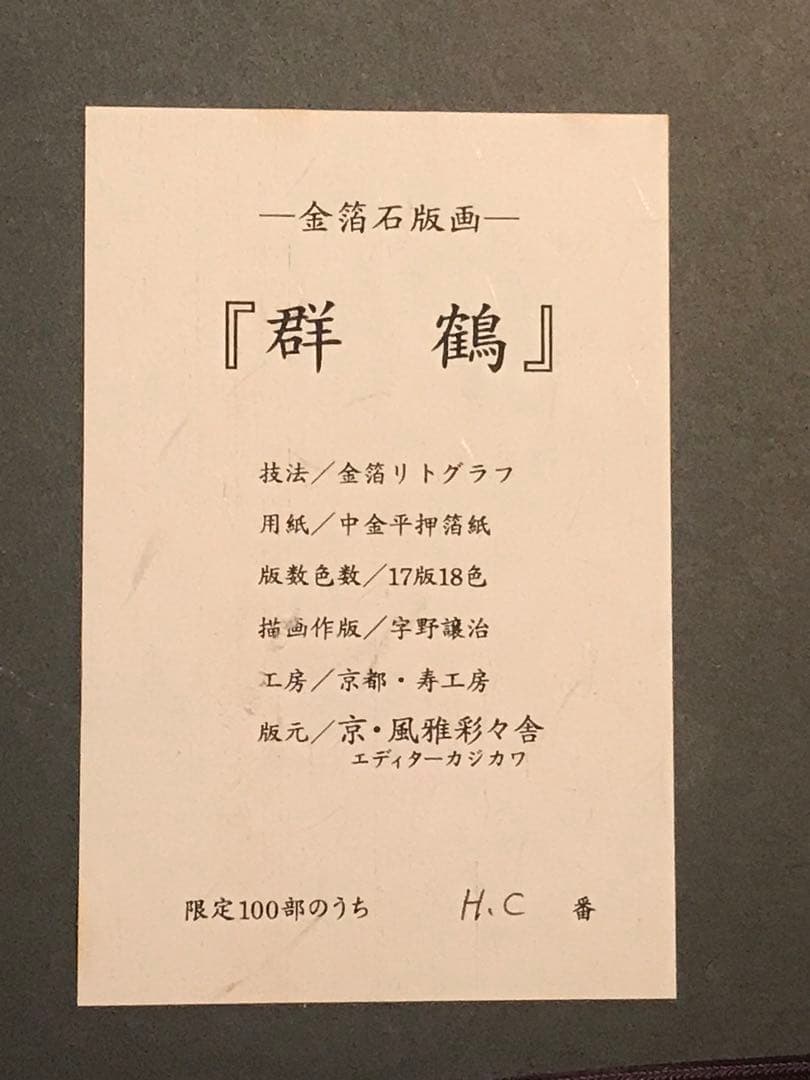 ―金箔石版画―
『群 鶴』
技法／金箔リトグラフ
用紙／中金平押箔紙
版数色数／17版18色
描画作版／字野譲治
工房／京都・寿工房
版元／京・風雅彩々舎
エディターカジカワ
限定100部のうち H.C 番